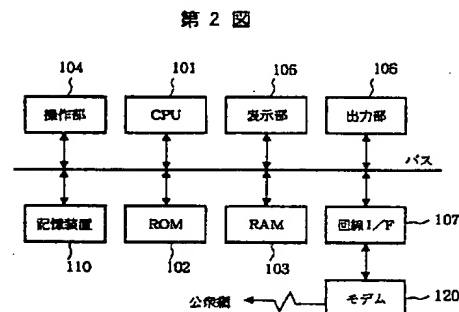 第 2 図
104 101 105 106
操作部 CPU 表示部 出力部
バス
記憶装置 ROM RAM 回線I/F 107
110 102 103
公衆網 モデム 120